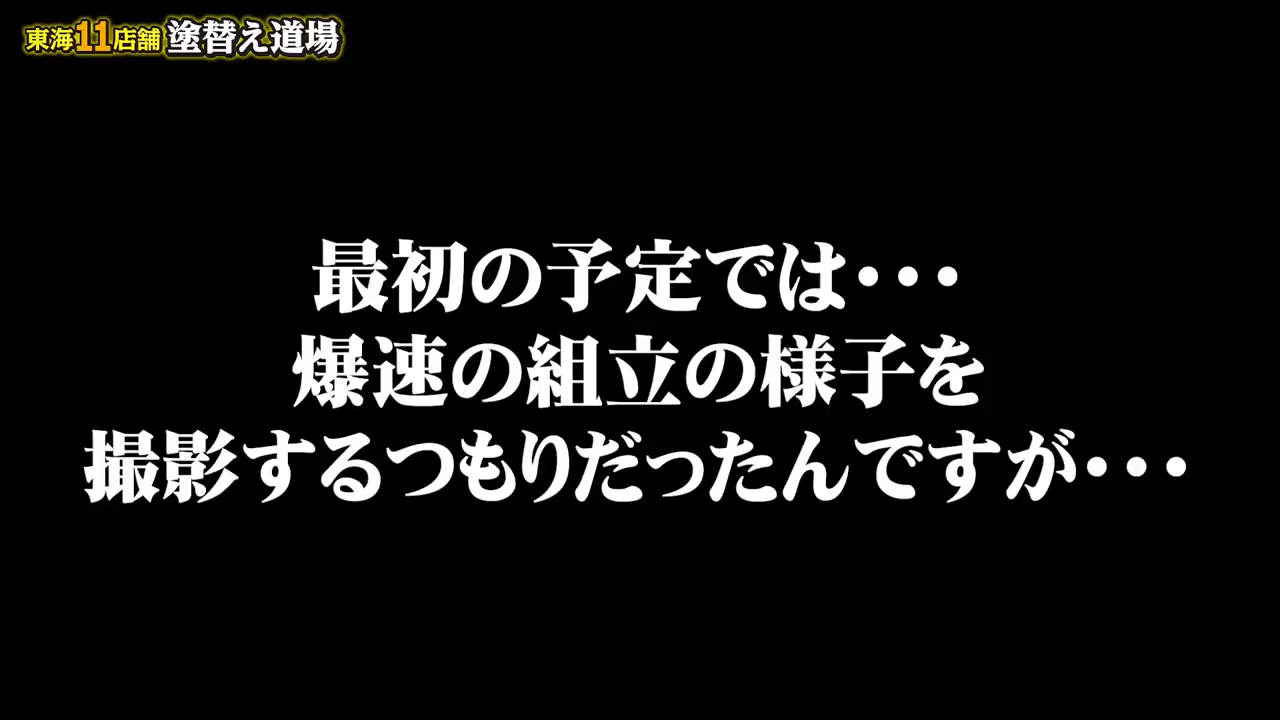 東海11店舗 塗替え道場
最初の予定では・・・
爆速の組立の様子を
撮影するつもりだったんですが・・・